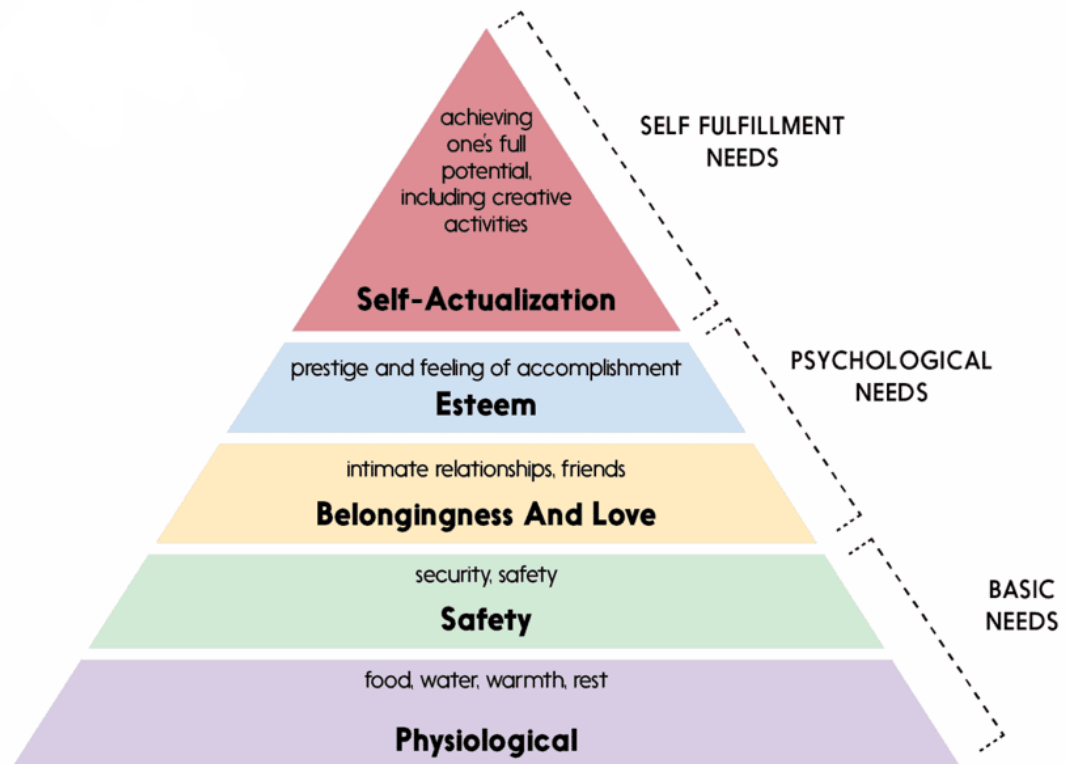 achieving
one's full
potential,
including creative
activities
Self-Actualization
SELF FULFILLMENT
NEEDS
prestige and feeling of accomplishment
Esteem
PSYCHOLOGICAL
NEEDS
intimate relationships, friends
Belongingness And Love
security, safety
Safety
BASIC
NEEDS
food, water, warmth, rest
Physiological